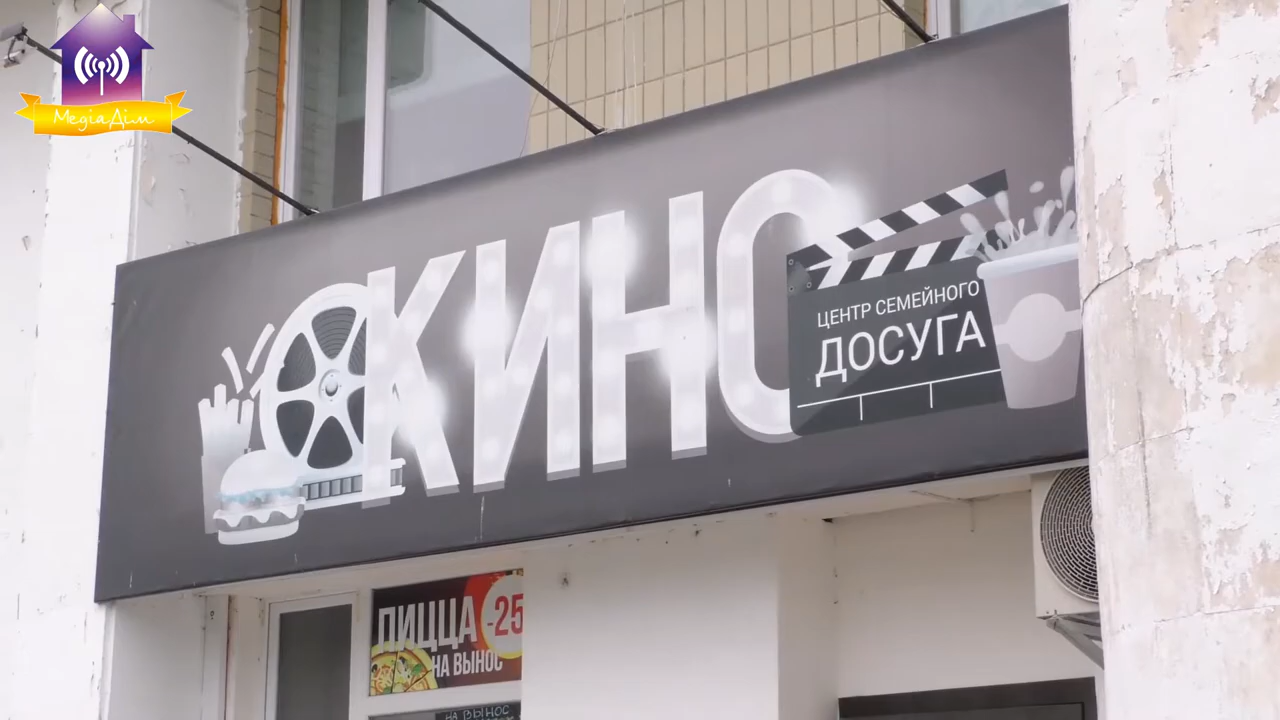 МедіаДім
КИНО
ЦЕНТР СЕМЕЙНОГО
ДОСУГА
ПИЦЦА -25
НА ВЫНОС
НА ВЫНОС